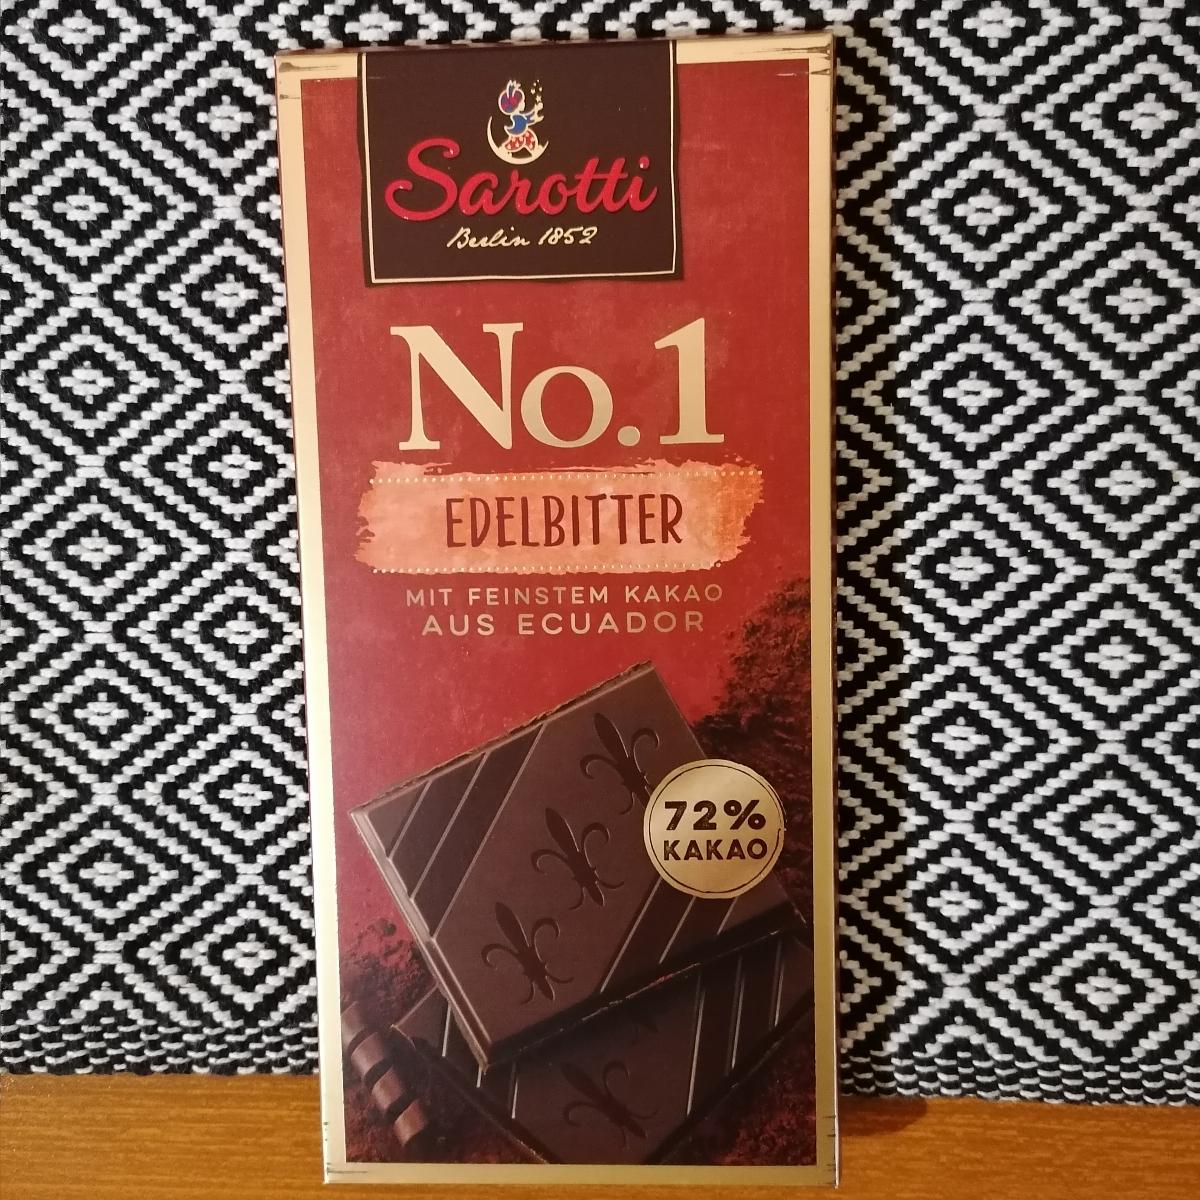 Sarotti
Berlin 1852
No.1
EDELBITTER
MIT FEINSTEM KAKAO
AUS ECUADOR
72%
KAKAO